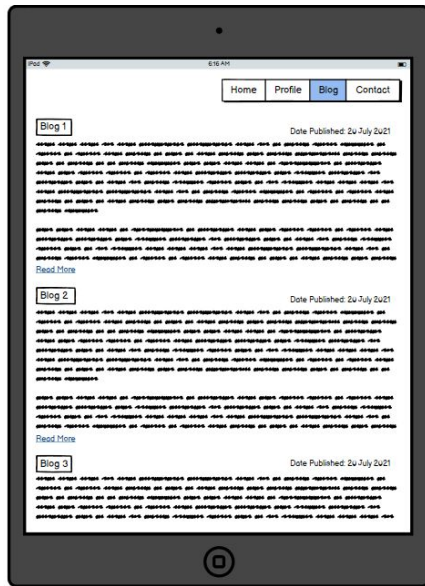 iPad 6:16 AM
Home Profile Blog Contact
Blog 1
Date Published: 20 July 2021
Read More
Blog 2
Date Published: 20 July 2021
Read More
Blog 3
Date Published: 20 July 2021